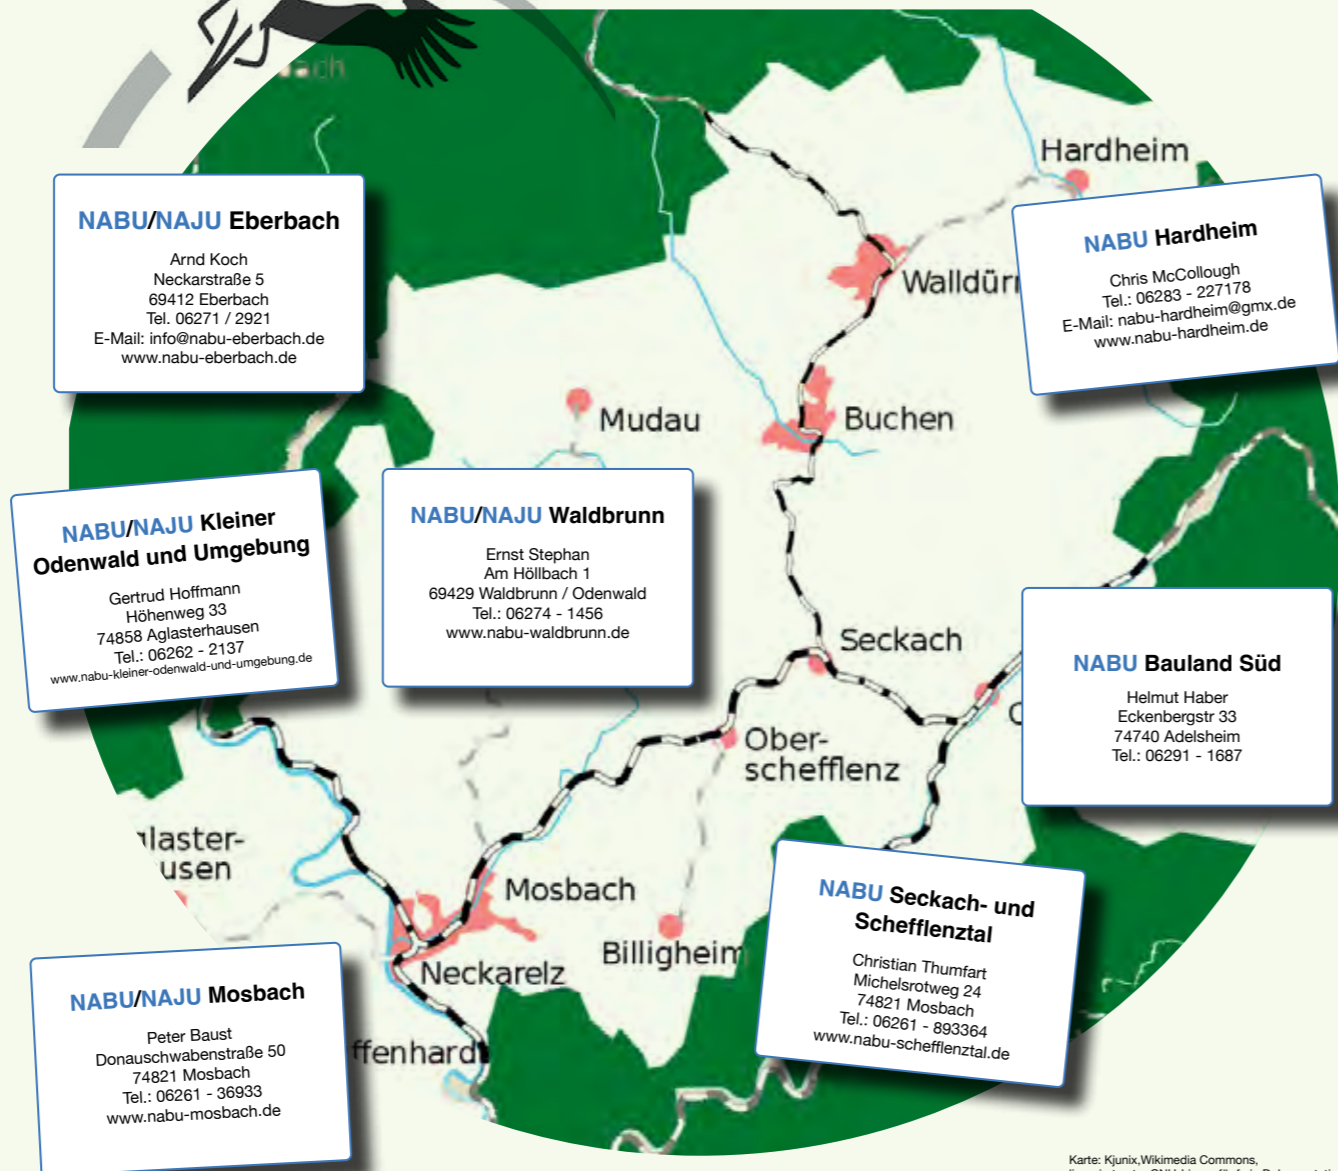 Hardheim
NABU/NAJU Eberbach
Arnd Koch
Neckarstraße 5
69412 Eberbach
Tel. 06271 / 2921
E-Mail: info@nabu-eberbach.de
www.nabu-eberbach.de
NABU Hardheim
Chris McCollough
Tel.: 06283 - 227178
E-Mail: nabu-hardheim@gmx.de
www.nabu-hardheim.de
Mudau
Buchen
NABU/NAJU Kleiner
Odenwald und Umgebung
Gertrud Hoffmann
Höhenweg 33
74858 Aglasterhausen
Tel.: 06262 - 2137
www.nabu-kleiner-odenwald-und-umgebung.de
NABU/NAJU Waldbrunn
Ernst Stephan
Am Höllbach 1
69429 Waldbrunn / Odenwald
Tel.: 06274 - 1456
www.nabu-waldbrunn.de
Seckach
NABU Bauland Süd
Helmut Haber
Eckenbergstr 33
74740 Adelsheim
Tel.: 06291 - 1687
Ober-
schefflenz
Mosbach
Billigheim
Neckarelz
NABU Seckach- und
Schefflenztal
Christian Thumfart
Michelsrotweg 24
74821 Mosbach
Tel.: 06261 - 893364
www.nabu-schefflenztal.de
NABU/NAJU Mosbach
Peter Baust
Donauschwabenstraße 50
74821 Mosbach
Tel.: 06261 - 36933
www.nabu-mosbach.de
Karte: Kjunix,Wikimedia Commons,